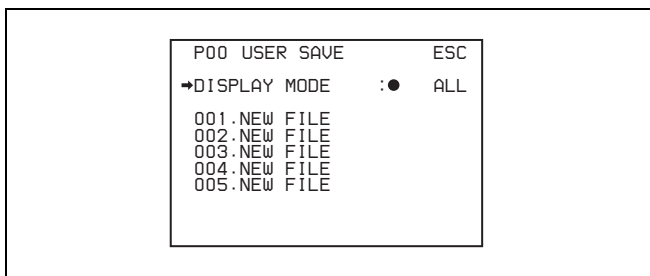 P00 USER SAVE ESC
➡DISPLAY MODE :● ALL
001.NEW FILE
002.NEW FILE
003.NEW FILE
004.NEW FILE
005.NEW FILE